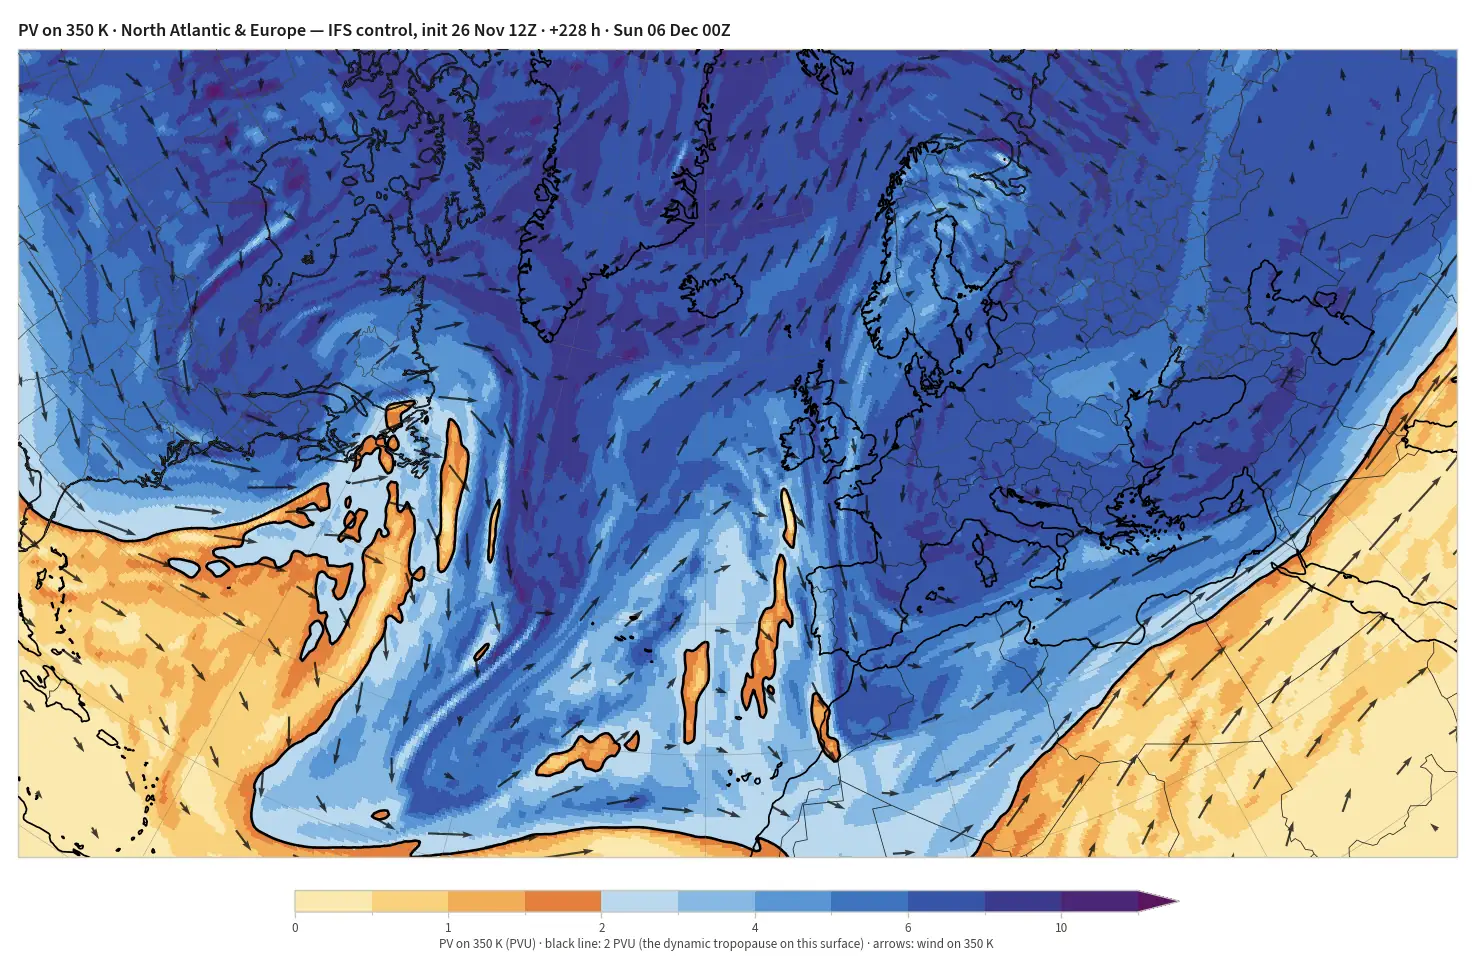 PV on 350 K · North Atlantic & Europe — IFS control, init 26 Nov 12Z · +228 h · Sun 06 Dec 00Z
0 1 2 4 6 10
PV on 350 K (PVU) · black line: 2 PVU (the dynamic tropopause on this surface) · arrows: wind on 350 K